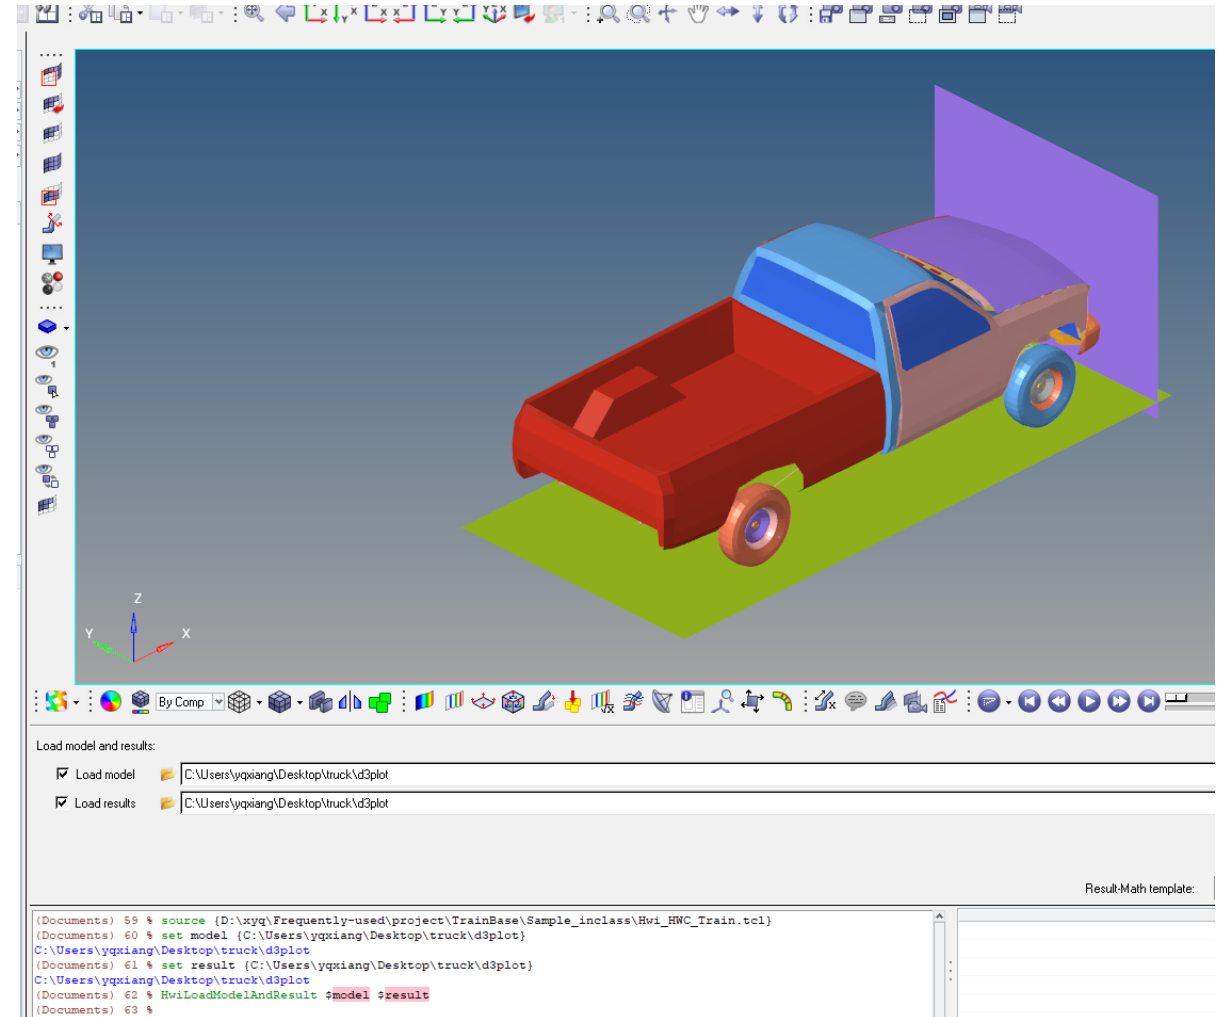 Z
Y
X
By Comp
Load model and results:
Load model C:\Users\yqxiang\Desktop\truck\d3plot
Load results C:\Users\yqxiang\Desktop\truck\d3plot
Result-Math template:
(Documents) 59 % source {D:\xyq\Frequently-used\project\TrainBase\Sample_inclass\Hwi_HWC_Train.tcl}
(Documents) 60 % set model {C:\Users\yqxiang\Desktop\truck\d3plot}
C:\Users\yqxiang\Desktop\truck\d3plot
(Documents) 61 % set result {C:\Users\yqxiang\Desktop\truck\d3plot}
C:\Users\yqxiang\Desktop\truck\d3plot
(Documents) 62 % HwiLoadModelAndResult $model $result
(Documents) 63 %